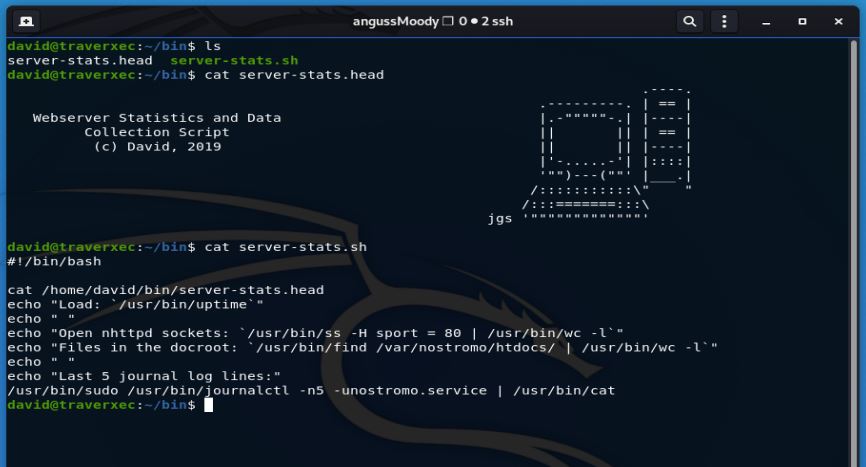 angussMoody 0 2 ssh
david@traverxec:~/bin$ ls
server-stats.head  server-stats.sh
david@traverxec:~/bin$ cat server-stats.head
                                                                          .----.
                                                              .---------. | == |
   Webserver Statistics and Data                              |.-"""""-.| |----|
         Collection Script                                    ||       || | == |
          (c) David, 2019                                     ||       || |----|
                                                              |'-.....-'| |::::|
                                                              '"")---(""' |___.|
                                                             /:::::::::::\"    "
                                                            /:::=======:::\
                                                        jgs '"""""""""""""'
david@traverxec:~/bin$ cat server-stats.sh
#!/bin/bash
cat /home/david/bin/server-stats.head
echo "Load: `/usr/bin/uptime`"
echo " "
echo "Open nhttpd sockets: `/usr/bin/ss -H sport = 80 | /usr/bin/wc -l`"
echo "Files in the docroot: `/usr/bin/find /var/nostromo/htdocs/ | /usr/bin/wc -l`"
echo " "
echo "Last 5 journal log lines:"
/usr/bin/sudo /usr/bin/journalctl -n5 -unostromo.service | /usr/bin/cat
david@traverxec:~/bin$